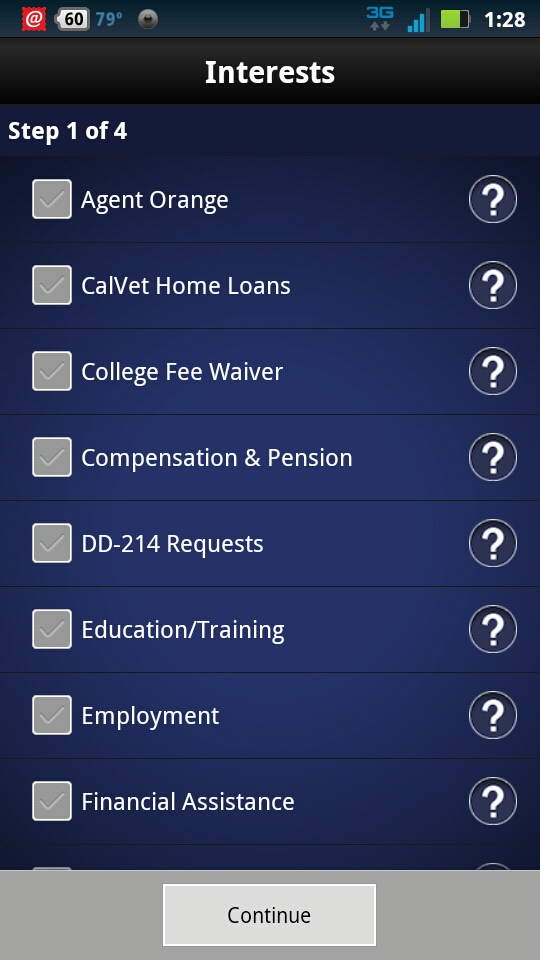 @ 60 79° 3G 1:28
Interests
Step 1 of 4
Agent Orange ?
CalVet Home Loans ?
College Fee Waiver ?
Compensation & Pension ?
DD-214 Requests ?
Education/Training ?
Employment ?
Financial Assistance ?
Continue